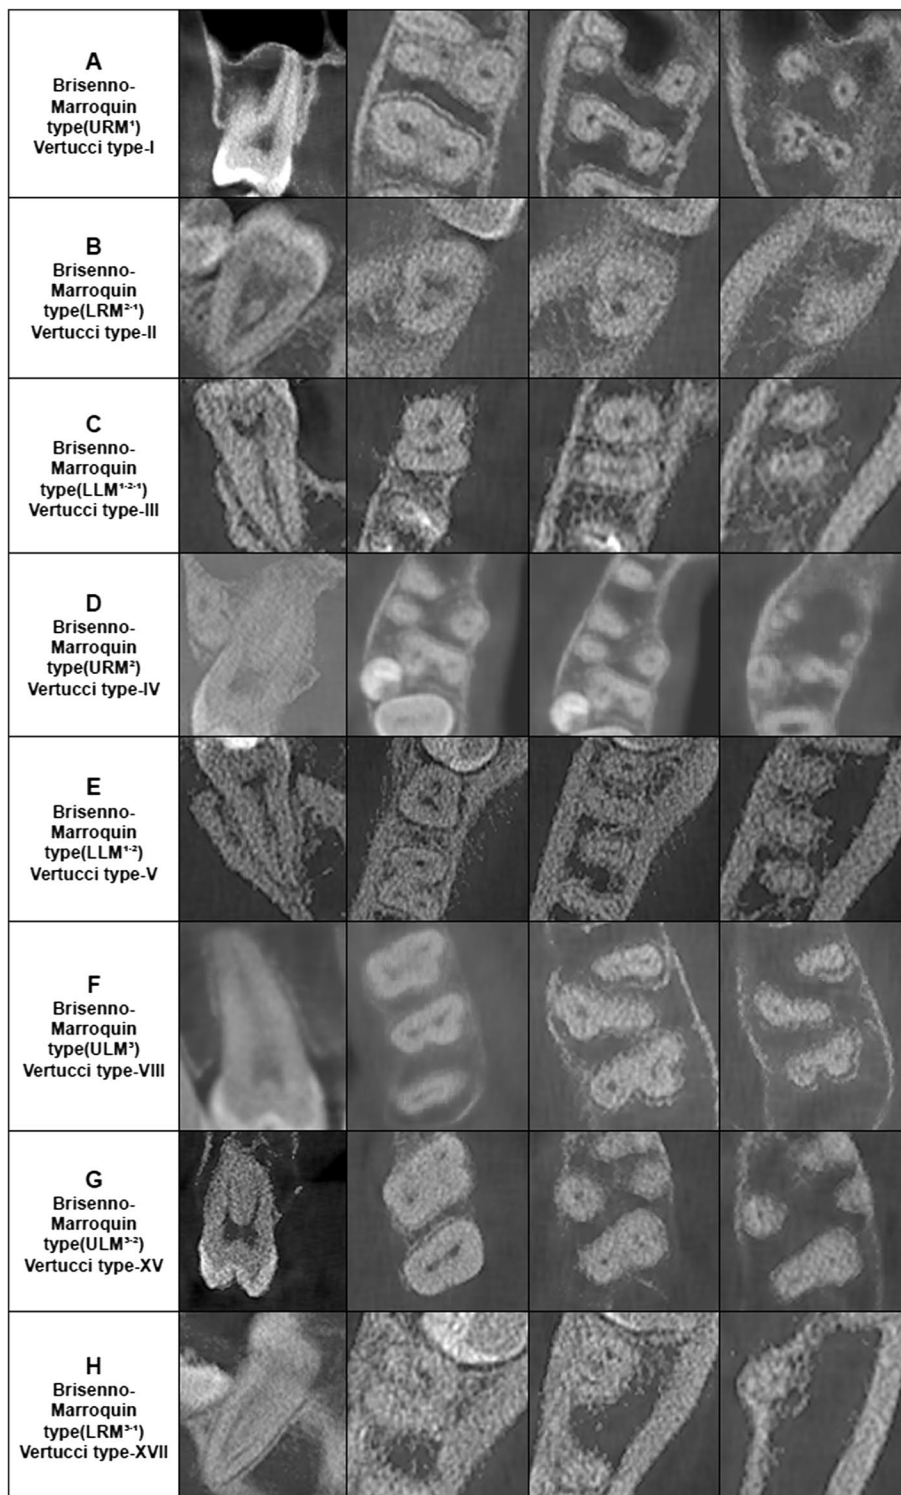 A
Brisenno-
Marroquin
type(URM¹)
Vertucci type-I
B
Brisenno-
Marroquin
type(LRM²⁻¹)
Vertucci type-II
C
Brisenno-
Marroquin
type(LLM¹⁻²⁻¹)
Vertucci type-III
D
Brisenno-
Marroquin
type(URM²)
Vertucci type-IV
E
Brisenno-
Marroquin
type(LLM¹⁻²)
Vertucci type-V
F
Brisenno-
Marroquin
type(ULM³)
Vertucci type-VIII
G
Brisenno-
Marroquin
type(ULM³⁻²)
Vertucci type-XV
H
Brisenno-
Marroquin
type(LRM³⁻¹)
Vertucci type-XVII